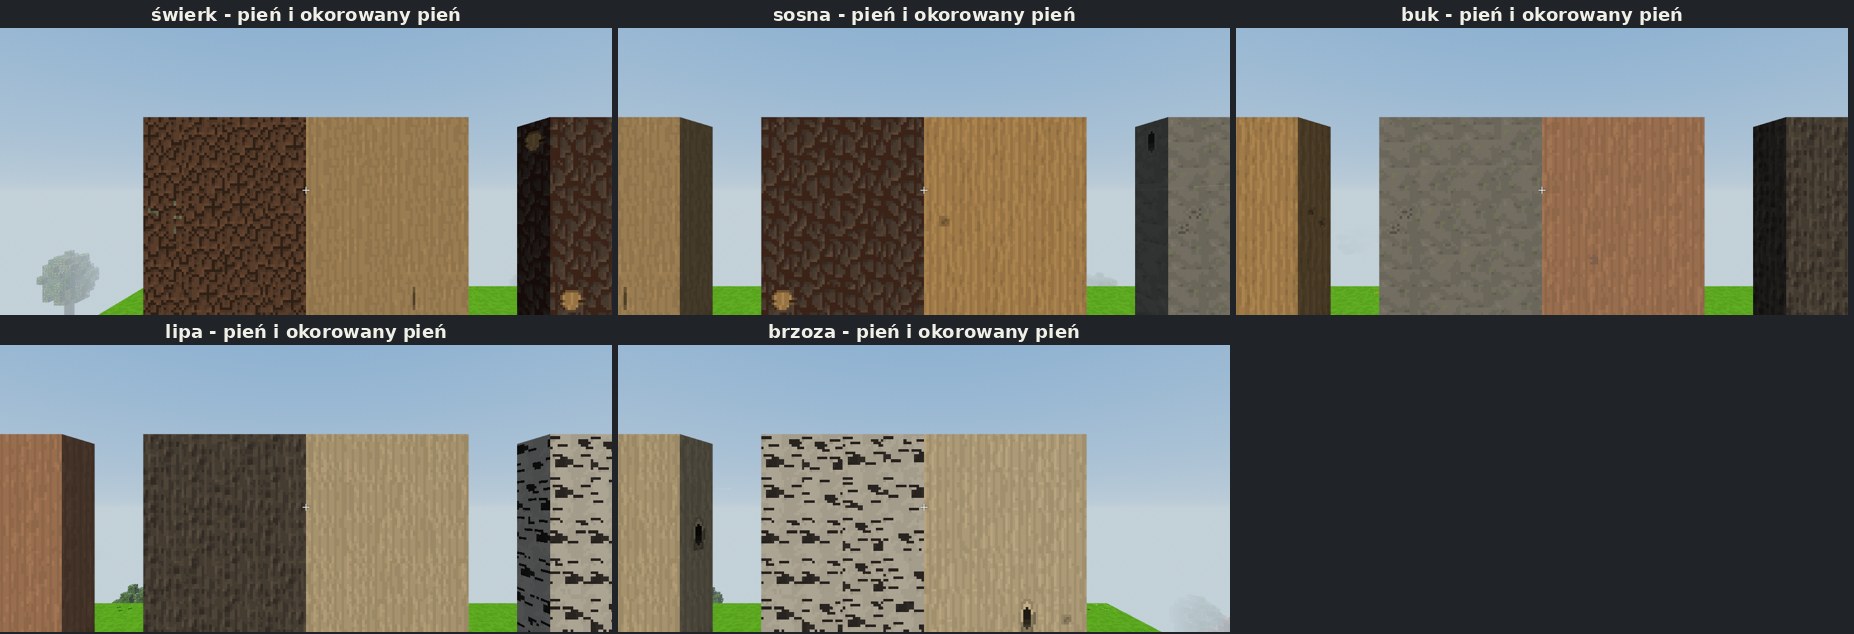 świerk - pień i okorowany pień
sosna - pień i okorowany pień
buk - pień i okorowany pień
lipa - pień i okorowany pień
brzoza - pień i okorowany pień